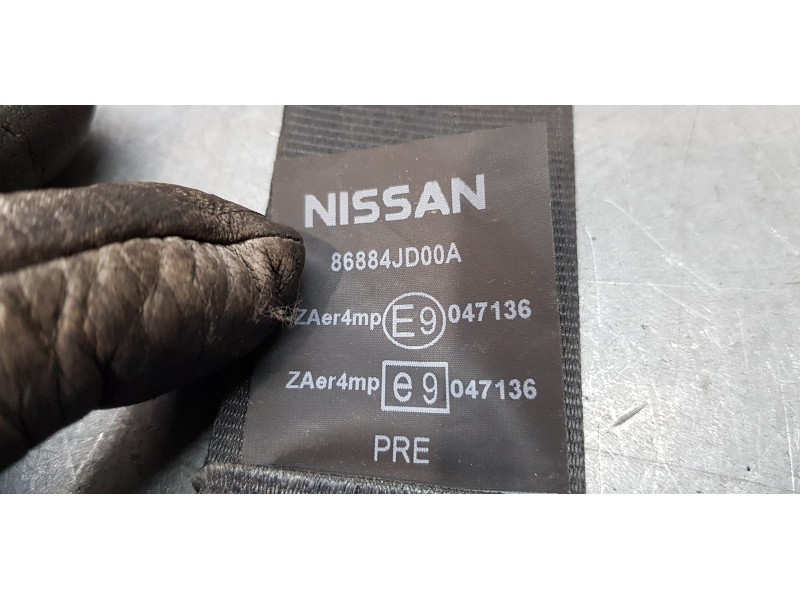 NISSAN
86884JD00A
ZAer4mp E9 047136
ZAer4mp e9 047136
PRE